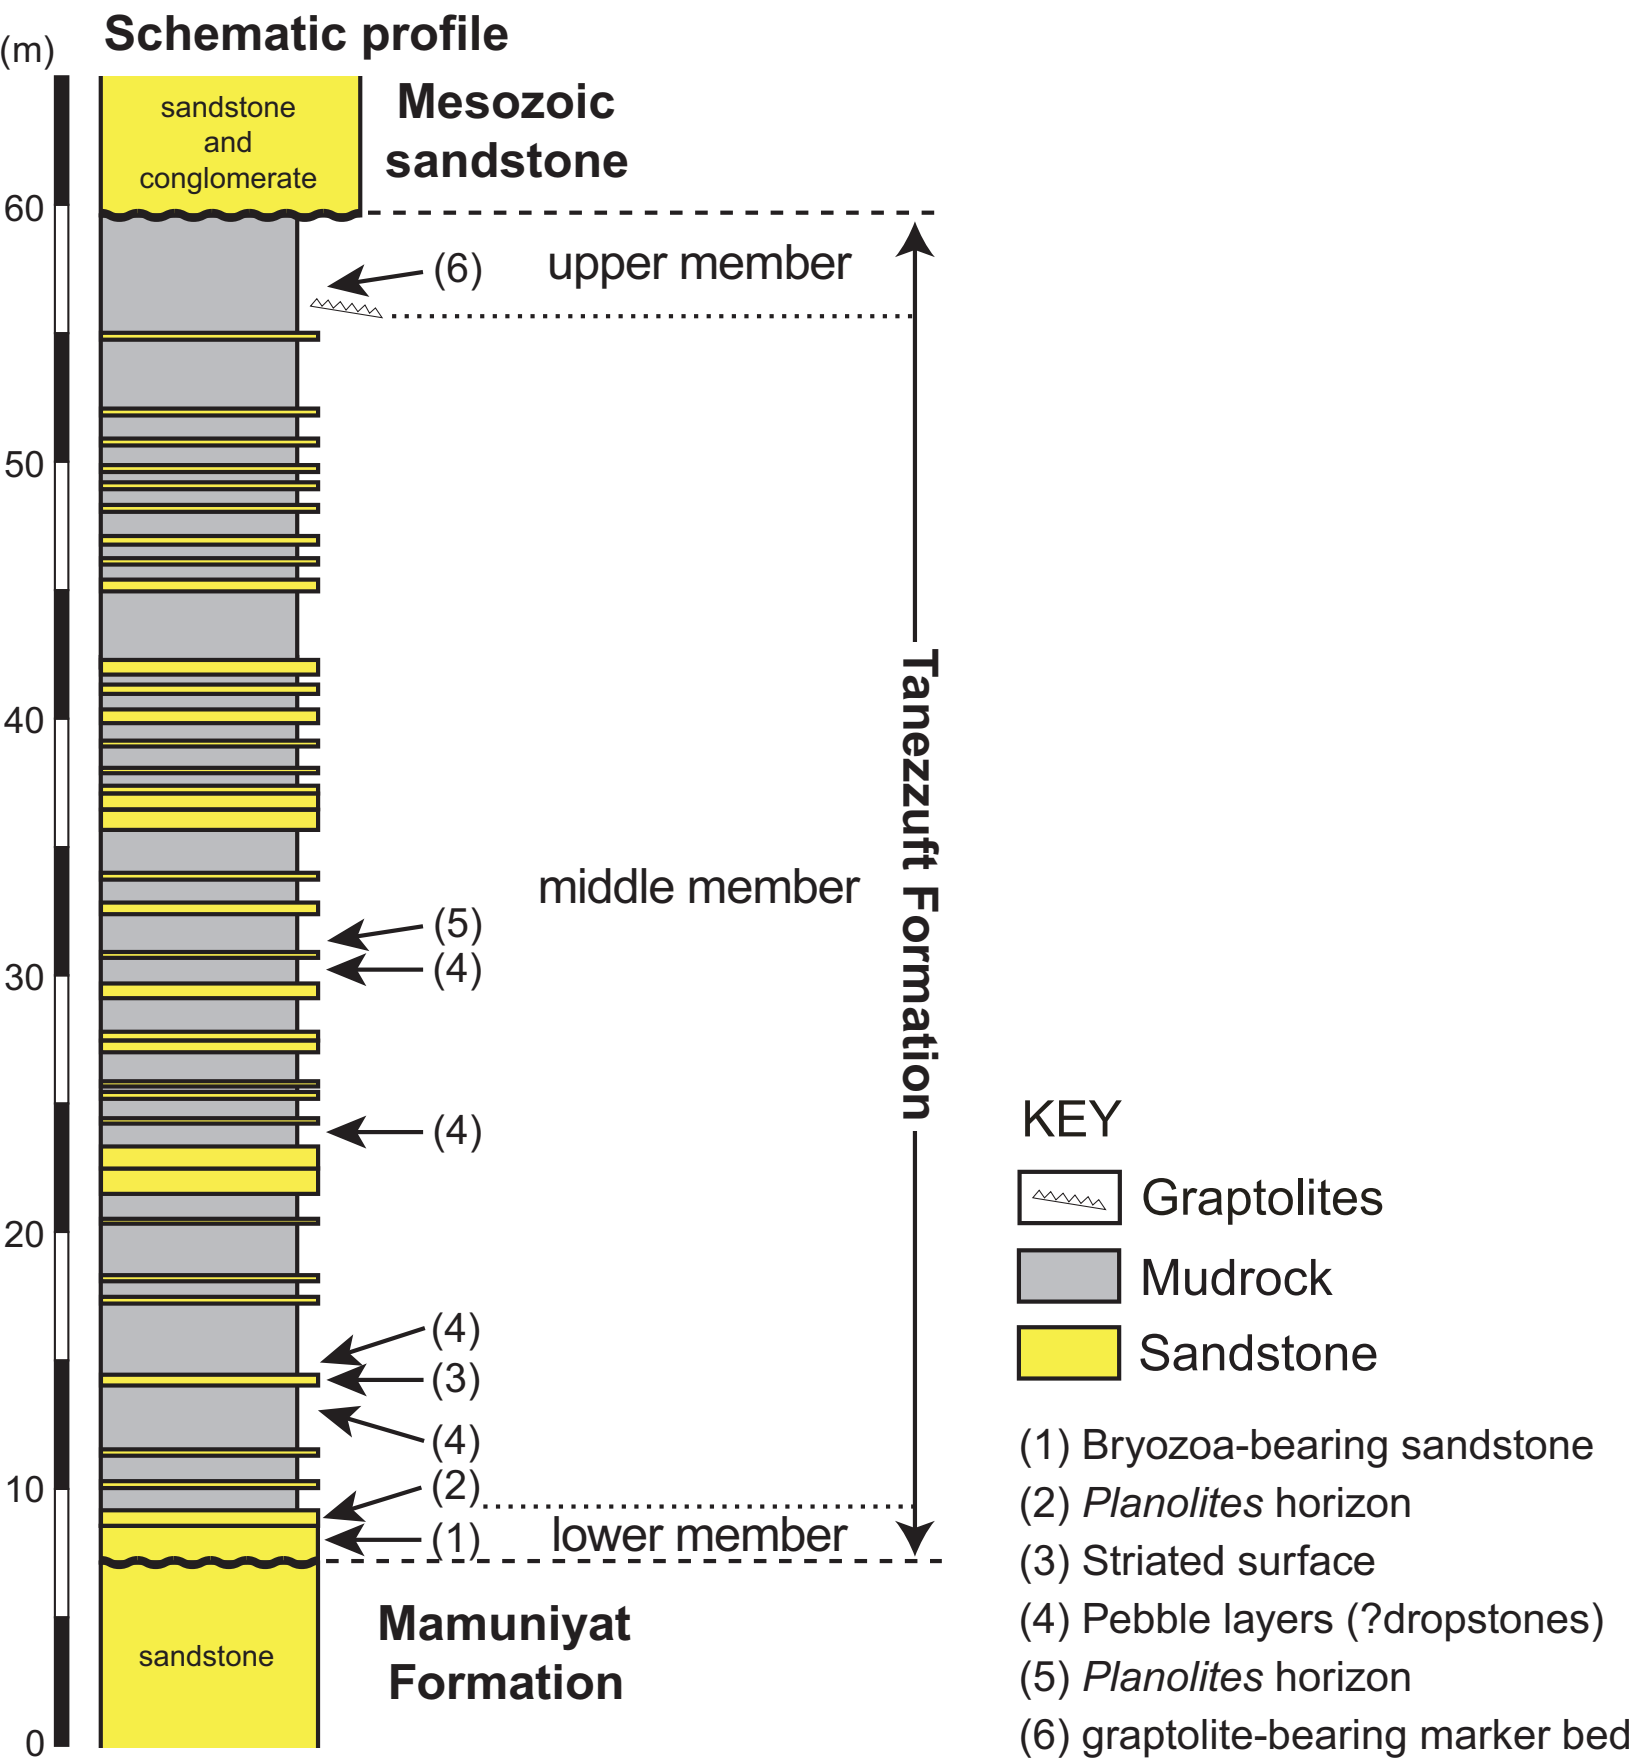 Schematic profile
(m)
sandstone
and
conglomerate
Mesozoic
sandstone
60
(6)
upper member
50
40
Tanezzuft Formation
middle member
(5)
(4)
30
(4)
20
(4)
(3)
(4)
(2)
10
(1)
lower member
Mamuniyat
Formation
sandstone
0
KEY
Graptolites
Mudrock
Sandstone
(1) Bryozoa-bearing sandstone
(2) Planolites horizon
(3) Striated surface
(4) Pebble layers (?dropstones)
(5) Planolites horizon
(6) graptolite-bearing marker bed